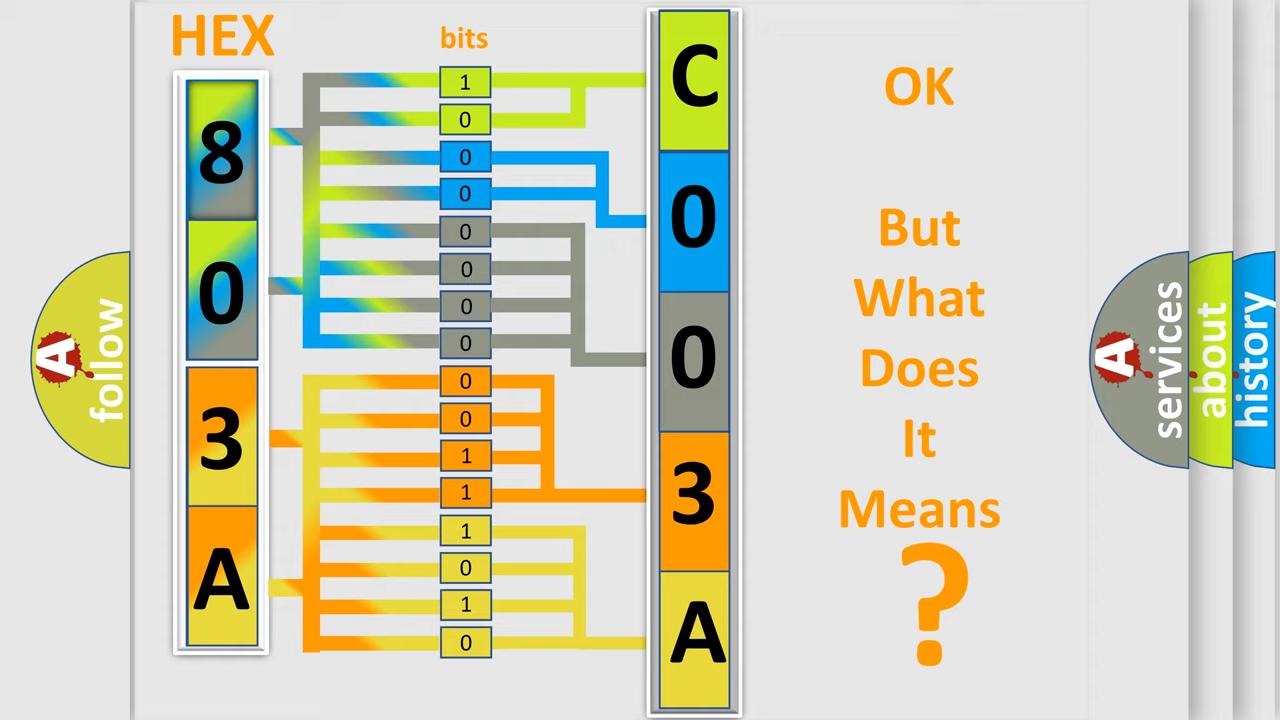 HEX
bits
8
0
3
A
1
0
0
0
0
0
0
0
0
0
1
1
1
0
1
0
C
0
0
3
A
OK
But
What
Does
It
Means
?
A
follow
A
services
about
history